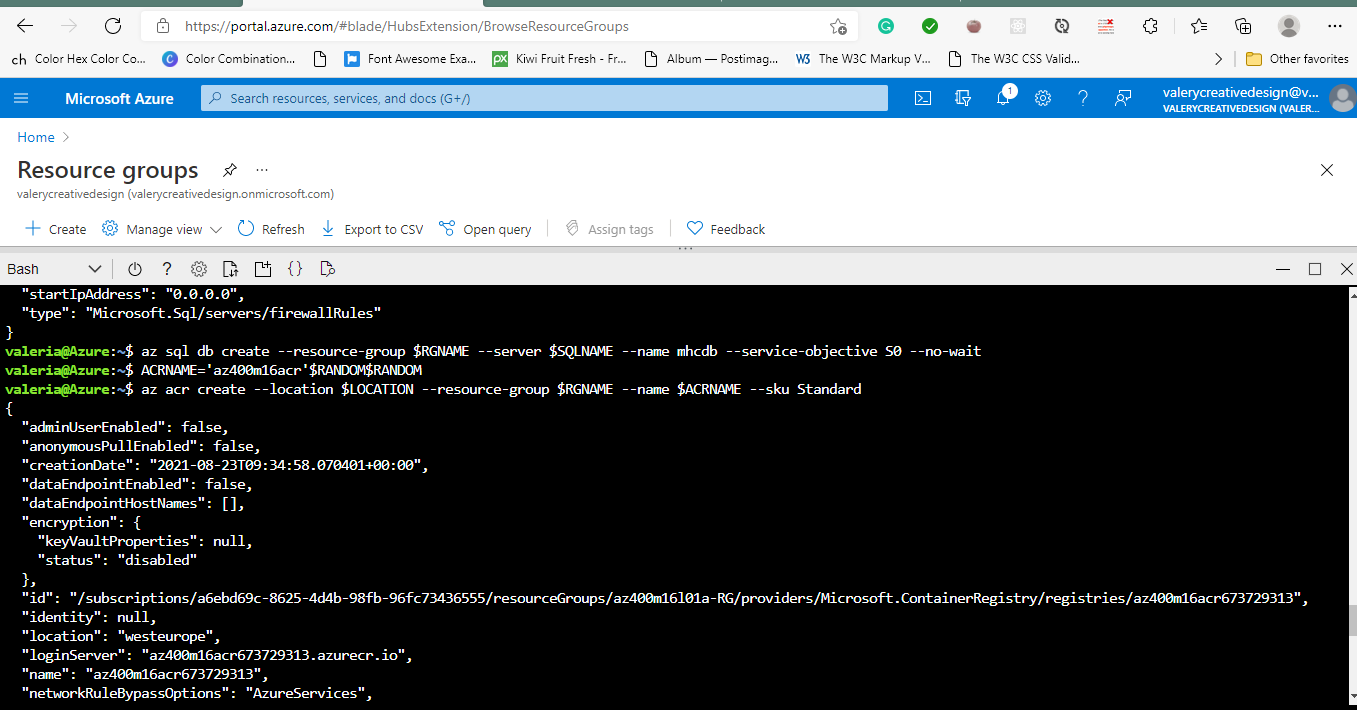 https://portal.azure.com/#blade/HubsExtension/BrowseResourceGroups
ch Color Hex Color Co... Color Combination... Font Awesome Exa... px Kiwi Fruit Fresh - Fr... Album — Postimag... W3 The W3C Markup V... The W3C CSS Valid... Other favorites
Microsoft Azure Search resources, services, and docs (G+/) 1 valerycreativedesign@v...
VALERYCREATIVEDESIGN (VALER...
Home >
Resource groups ...
valerycreativedesign (valerycreativedesign.onmicrosoft.com)
Create Manage view Refresh Export to CSV Open query Assign tags Feedback
Bash ? {}
"startIpAddress": "0.0.0.0",
"type": "Microsoft.Sql/servers/firewallRules"
}
valeria@Azure:~$ az sql db create --resource-group $RGNAME --server $SQLNAME --name mhcdb --service-objective S0 --no-wait
valeria@Azure:~$ ACRNAME='az400m16acr'$RANDOM$RANDOM
valeria@Azure:~$ az acr create --location $LOCATION --resource-group $RGNAME --name $ACRNAME --sku Standard
{
"adminUserEnabled": false,
"anonymousPullEnabled": false,
"creationDate": "2021-08-23T09:34:58.070401+00:00",
"dataEndpointEnabled": false,
"dataEndpointHostNames": [],
"encryption": {
"keyVaultProperties": null,
"status": "disabled"
},
"id": "/subscriptions/a6ebd69c-8625-4d4b-98fb-96fc73436555/resourceGroups/az400m16l01a-RG/providers/Microsoft.ContainerRegistry/registries/az400m16acr673729313",
"identity": null,
"location": "westeurope",
"loginServer": "az400m16acr673729313.azurecr.io",
"name": "az400m16acr673729313",
"networkRuleBypassOptions": "AzureServices",